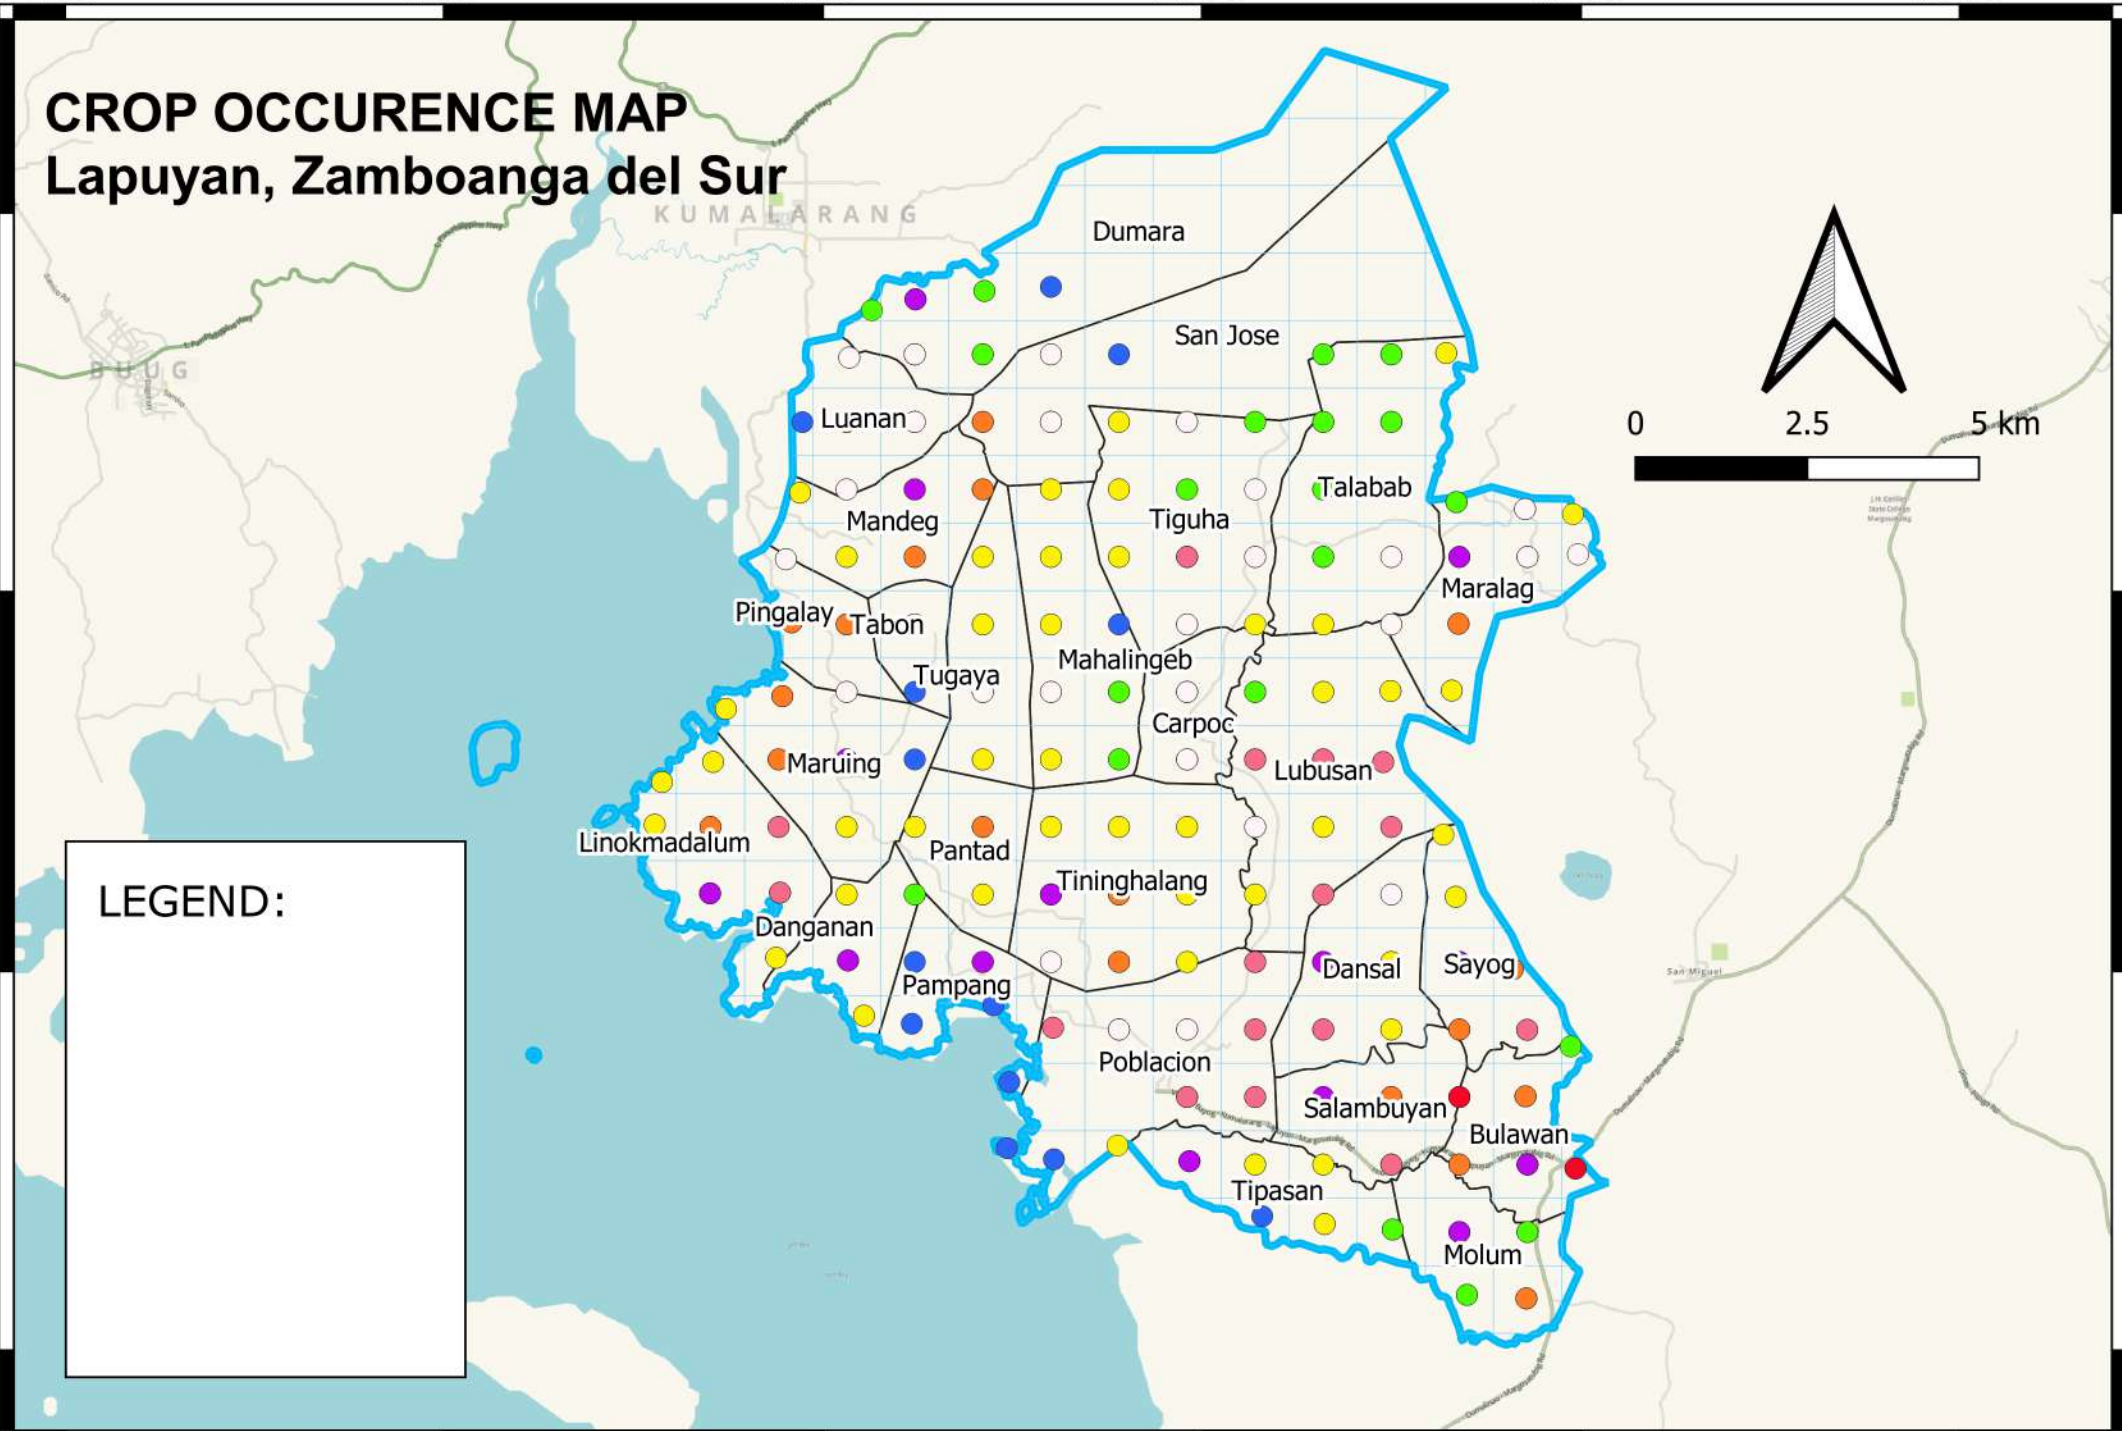 CROP OCCURENCE MAP
Lapuyan, Zamboanga del Sur
KUMALARANG
BUUG
Dumara
San Jose
0 2.5 5 km
Luanan
Talabab
Mandeg
Tiguha
Maralag
Pingalay
Tabon
Mahalingeb
Tugaya
Carpoc
Maruing
Lubusan
Linokmadalum
Pantad
Tininghalang
LEGEND:
Danganan
Dansal
Sayog
San Miguel
Pampang
Poblacion
Salambuyan
Bulawan
Tipasan
Molum